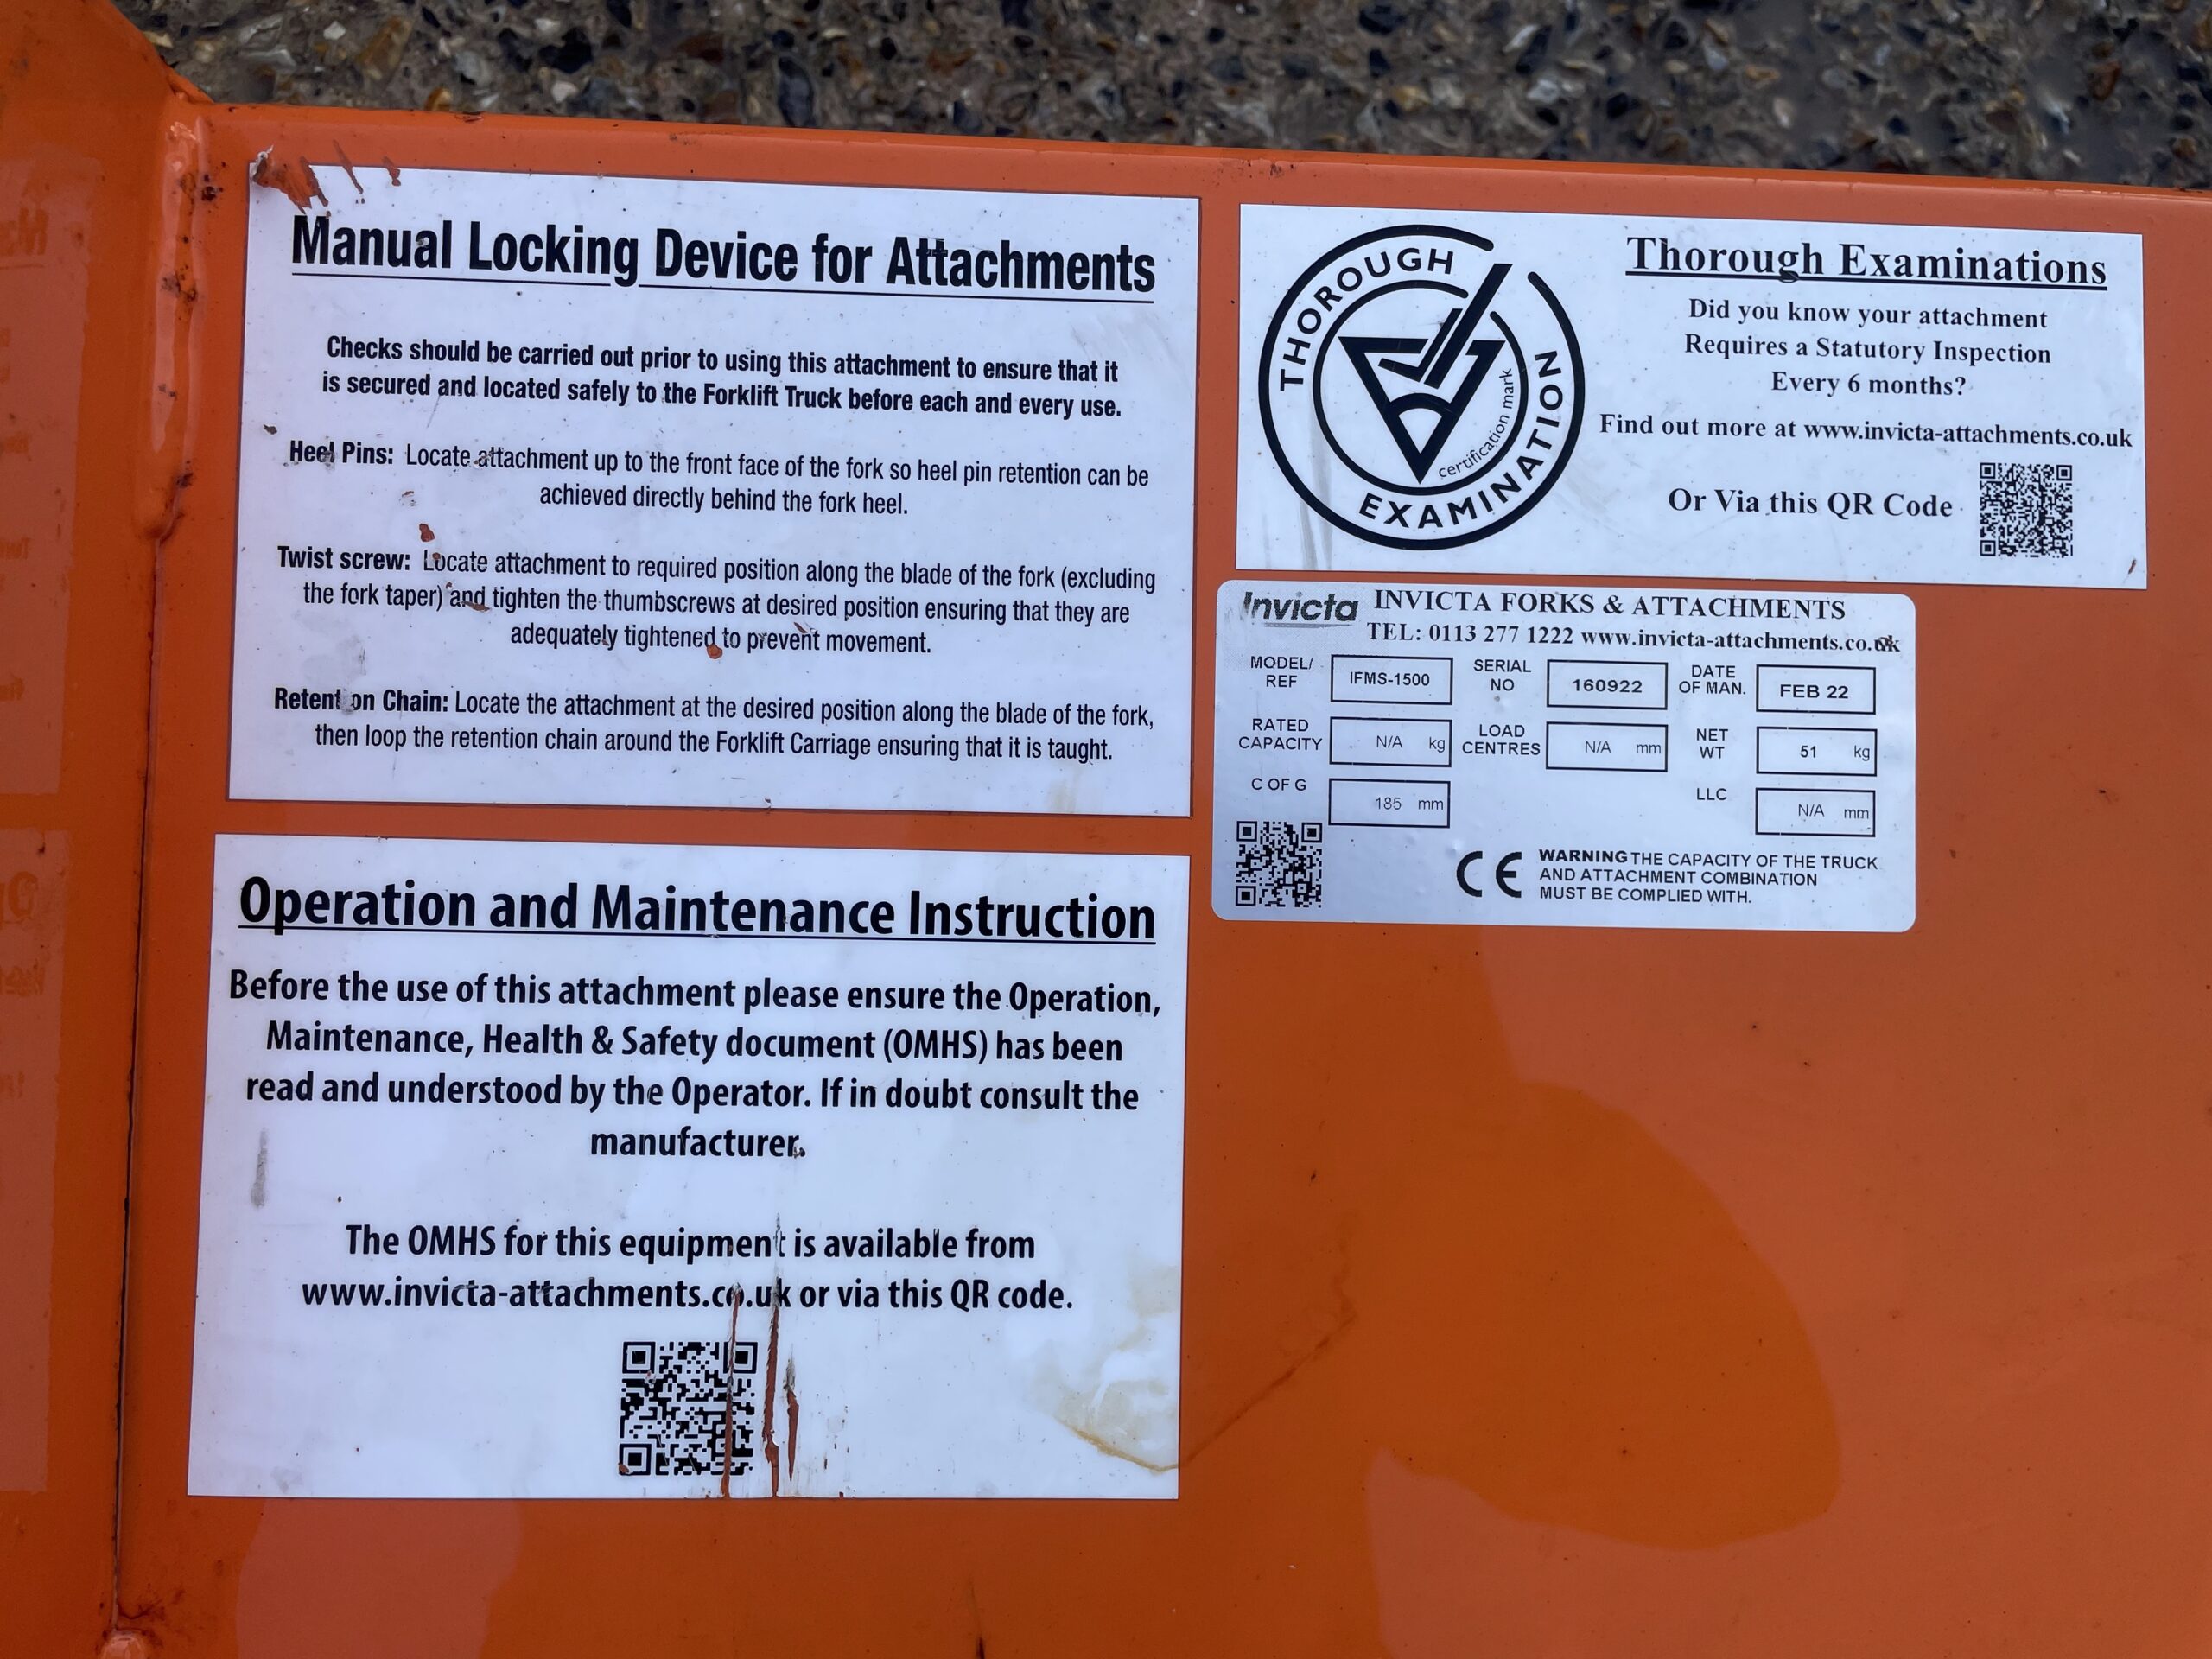 Manual Locking Device for Attachments
Checks should be carried out prior to using this attachment to ensure that it
is secured and located safely to the Forklift Truck before each and every use.
Heel Pins: Locate attachment up to the front face of the fork so heel pin retention can be
achieved directly behind the fork heel.
Twist screw: Locate attachment to required position along the blade of the fork (excluding
the fork taper) and tighten the thumbscrews at desired position ensuring that they are
adequately tightened to prevent movement.
Retention Chain: Locate the attachment at the desired position along the blade of the fork,
then loop the retention chain around the Forklift Carriage ensuring that it is taught.
Operation and Maintenance Instruction
Before the use of this attachment please ensure the Operation,
Maintenance, Health & Safety document (OMHS) has been
read and understood by the Operator. If in doubt consult the
manufacturer.
The OMHS for this equipment is available from
www.invicta-attachments.co.uk or via this QR code.
THOROUGH
EXAMINATION
certification mark
Thorough Examinations
Did you know your attachment
Requires a Statutory Inspection
Every 6 months?
Find out more at www.invicta-attachments.co.uk
Or Via this QR Code
Invicta INVICTA FORKS & ATTACHMENTS
TEL: 0113 277 1222 www.invicta-attachments.co.uk
MODEL/ REF IFMS-1500 SERIAL NO 160922 DATE OF MAN. FEB 22
RATED CAPACITY N/A kg LOAD CENTRES N/A mm NET WT 51 kg
C OF G 185 mm LLC N/A mm
CE
WARNING THE CAPACITY OF THE TRUCK
AND ATTACHMENT COMBINATION
MUST BE COMPLIED WITH.